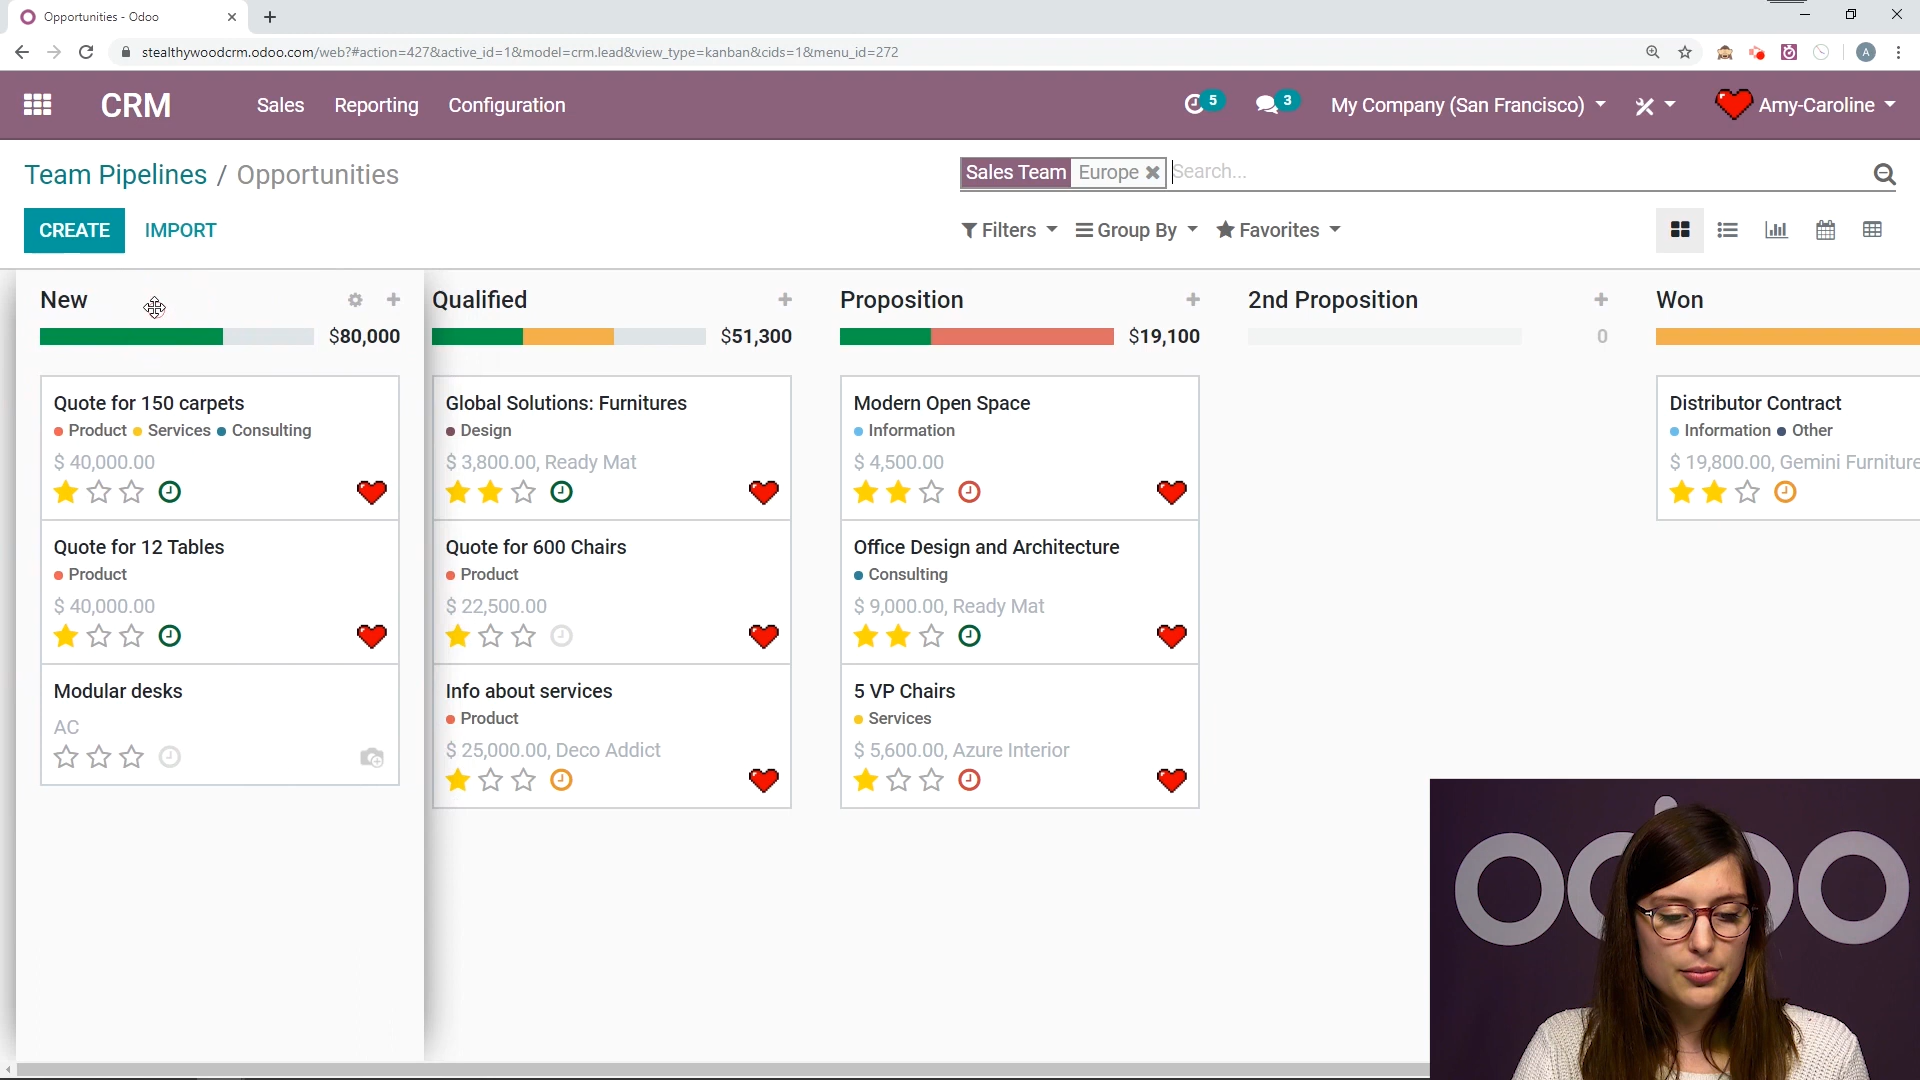 Opportunities - Odoo
stealthywoodcrm.odoo.com/web?#action=427&active_id=1&model=crm.lead&view_type=kanban&cids=1&menu_id=272
A
CRM
Sales
Reporting
Configuration
5
3
My Company (San Francisco)
Amy-Caroline
Team Pipelines / Opportunities
Sales Team Europe
Search...
CREATE
IMPORT
Filters
Group By
Favorites
New
$80,000
Quote for 150 carpets
Product Services Consulting
$ 40,000.00
Quote for 12 Tables
Product
$ 40,000.00
Modular desks
AC
Qualified
$51,300
Global Solutions: Furnitures
Design
$ 3,800.00, Ready Mat
Quote for 600 Chairs
Product
$ 22,500.00
Info about services
Product
$ 25,000.00, Deco Addict
Proposition
$19,100
Modern Open Space
Information
$ 4,500.00
Office Design and Architecture
Consulting
$ 9,000.00, Ready Mat
5 VP Chairs
Services
$ 5,600.00, Azure Interior
2nd Proposition
0
Won
Distributor Contract
Information Other
$ 19,800.00, Gemini Furniture
odoo